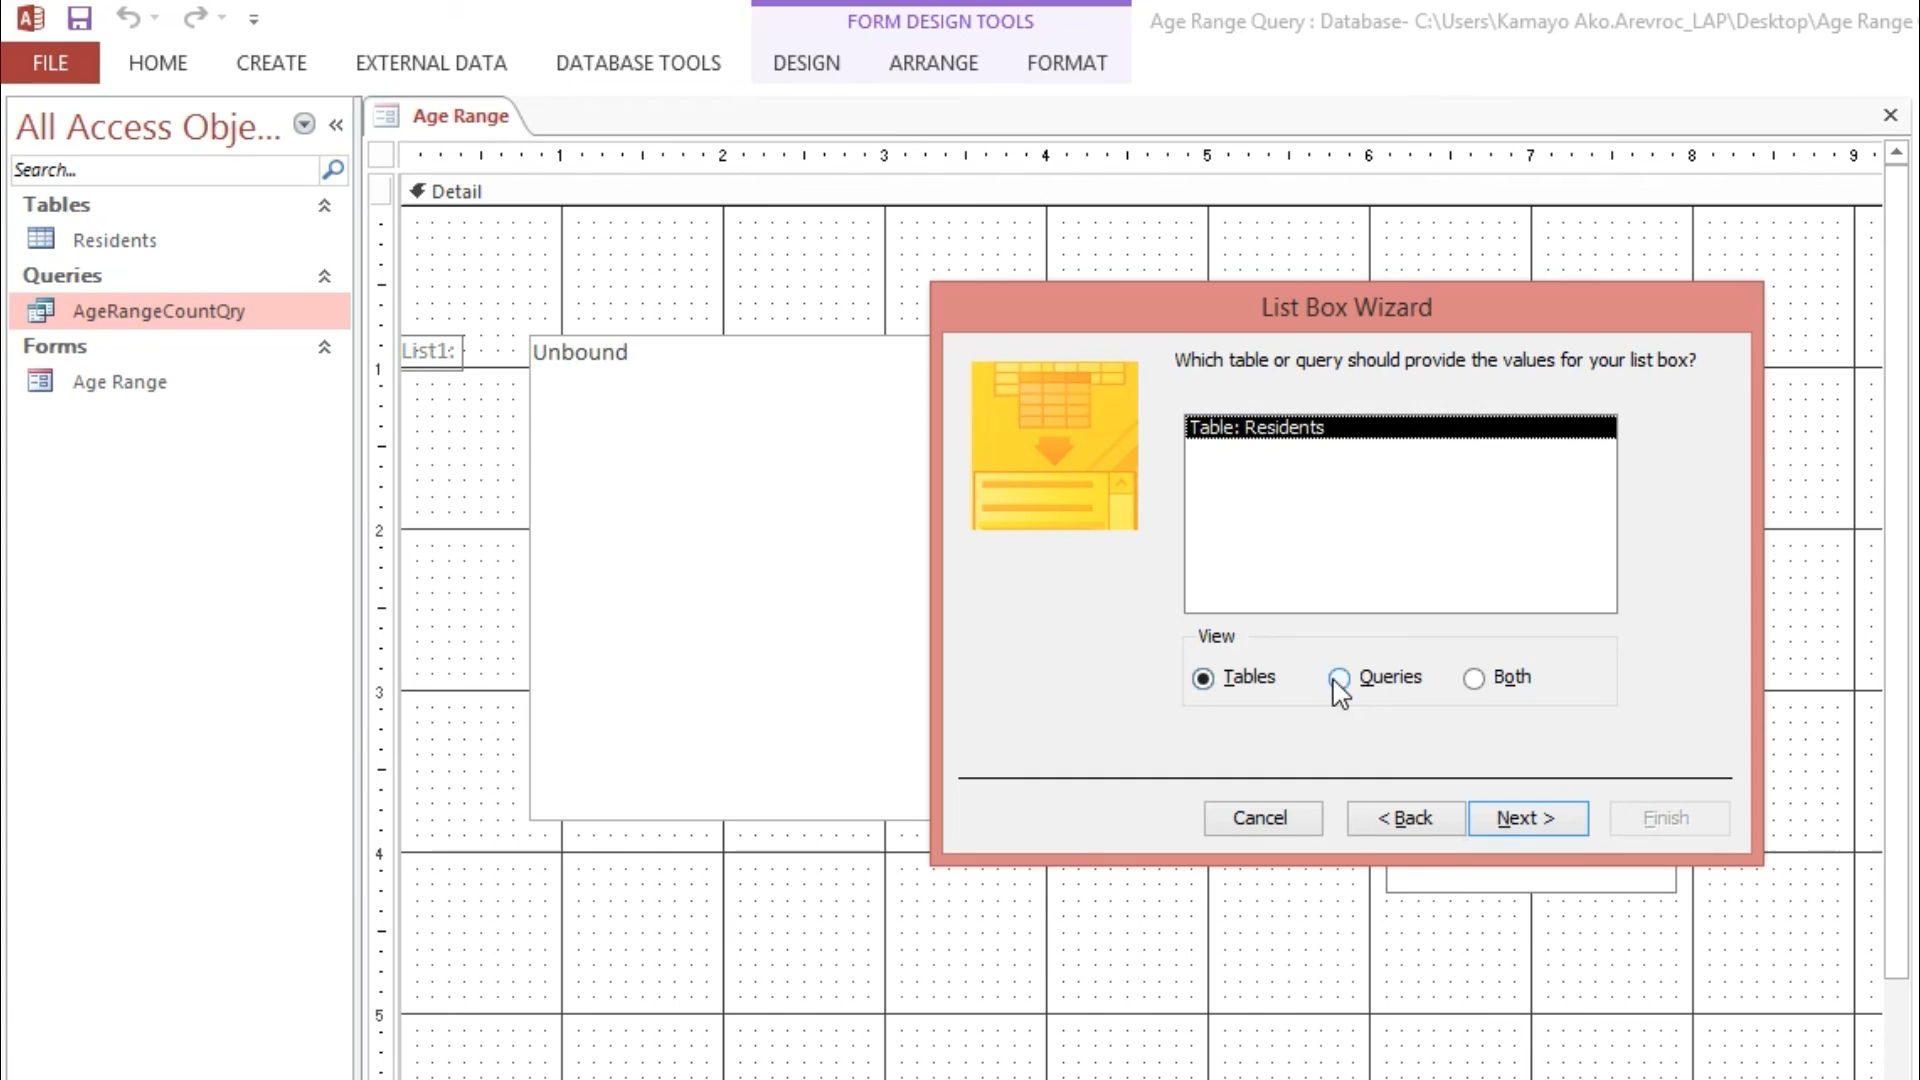 FORM DESIGN TOOLS
Age Range Query : Database- C:\Users\Kamayo Ako.Arevroc_LAP\Desktop\Age Range
FILE HOME CREATE EXTERNAL DATA DATABASE TOOLS DESIGN ARRANGE FORMAT
All Access Obje...
«
Search...
Tables
Residents
Queries
AgeRangeCountQry
Forms
Age Range
Age Range
1 2 3 4 5 6 7 8 9
Detail
1
2
3
4
5
List1:
Unbound
List Box Wizard
Which table or query should provide the values for your list box?
Table: Residents
View
Tables Queries Both
Cancel < Back Next > Finish